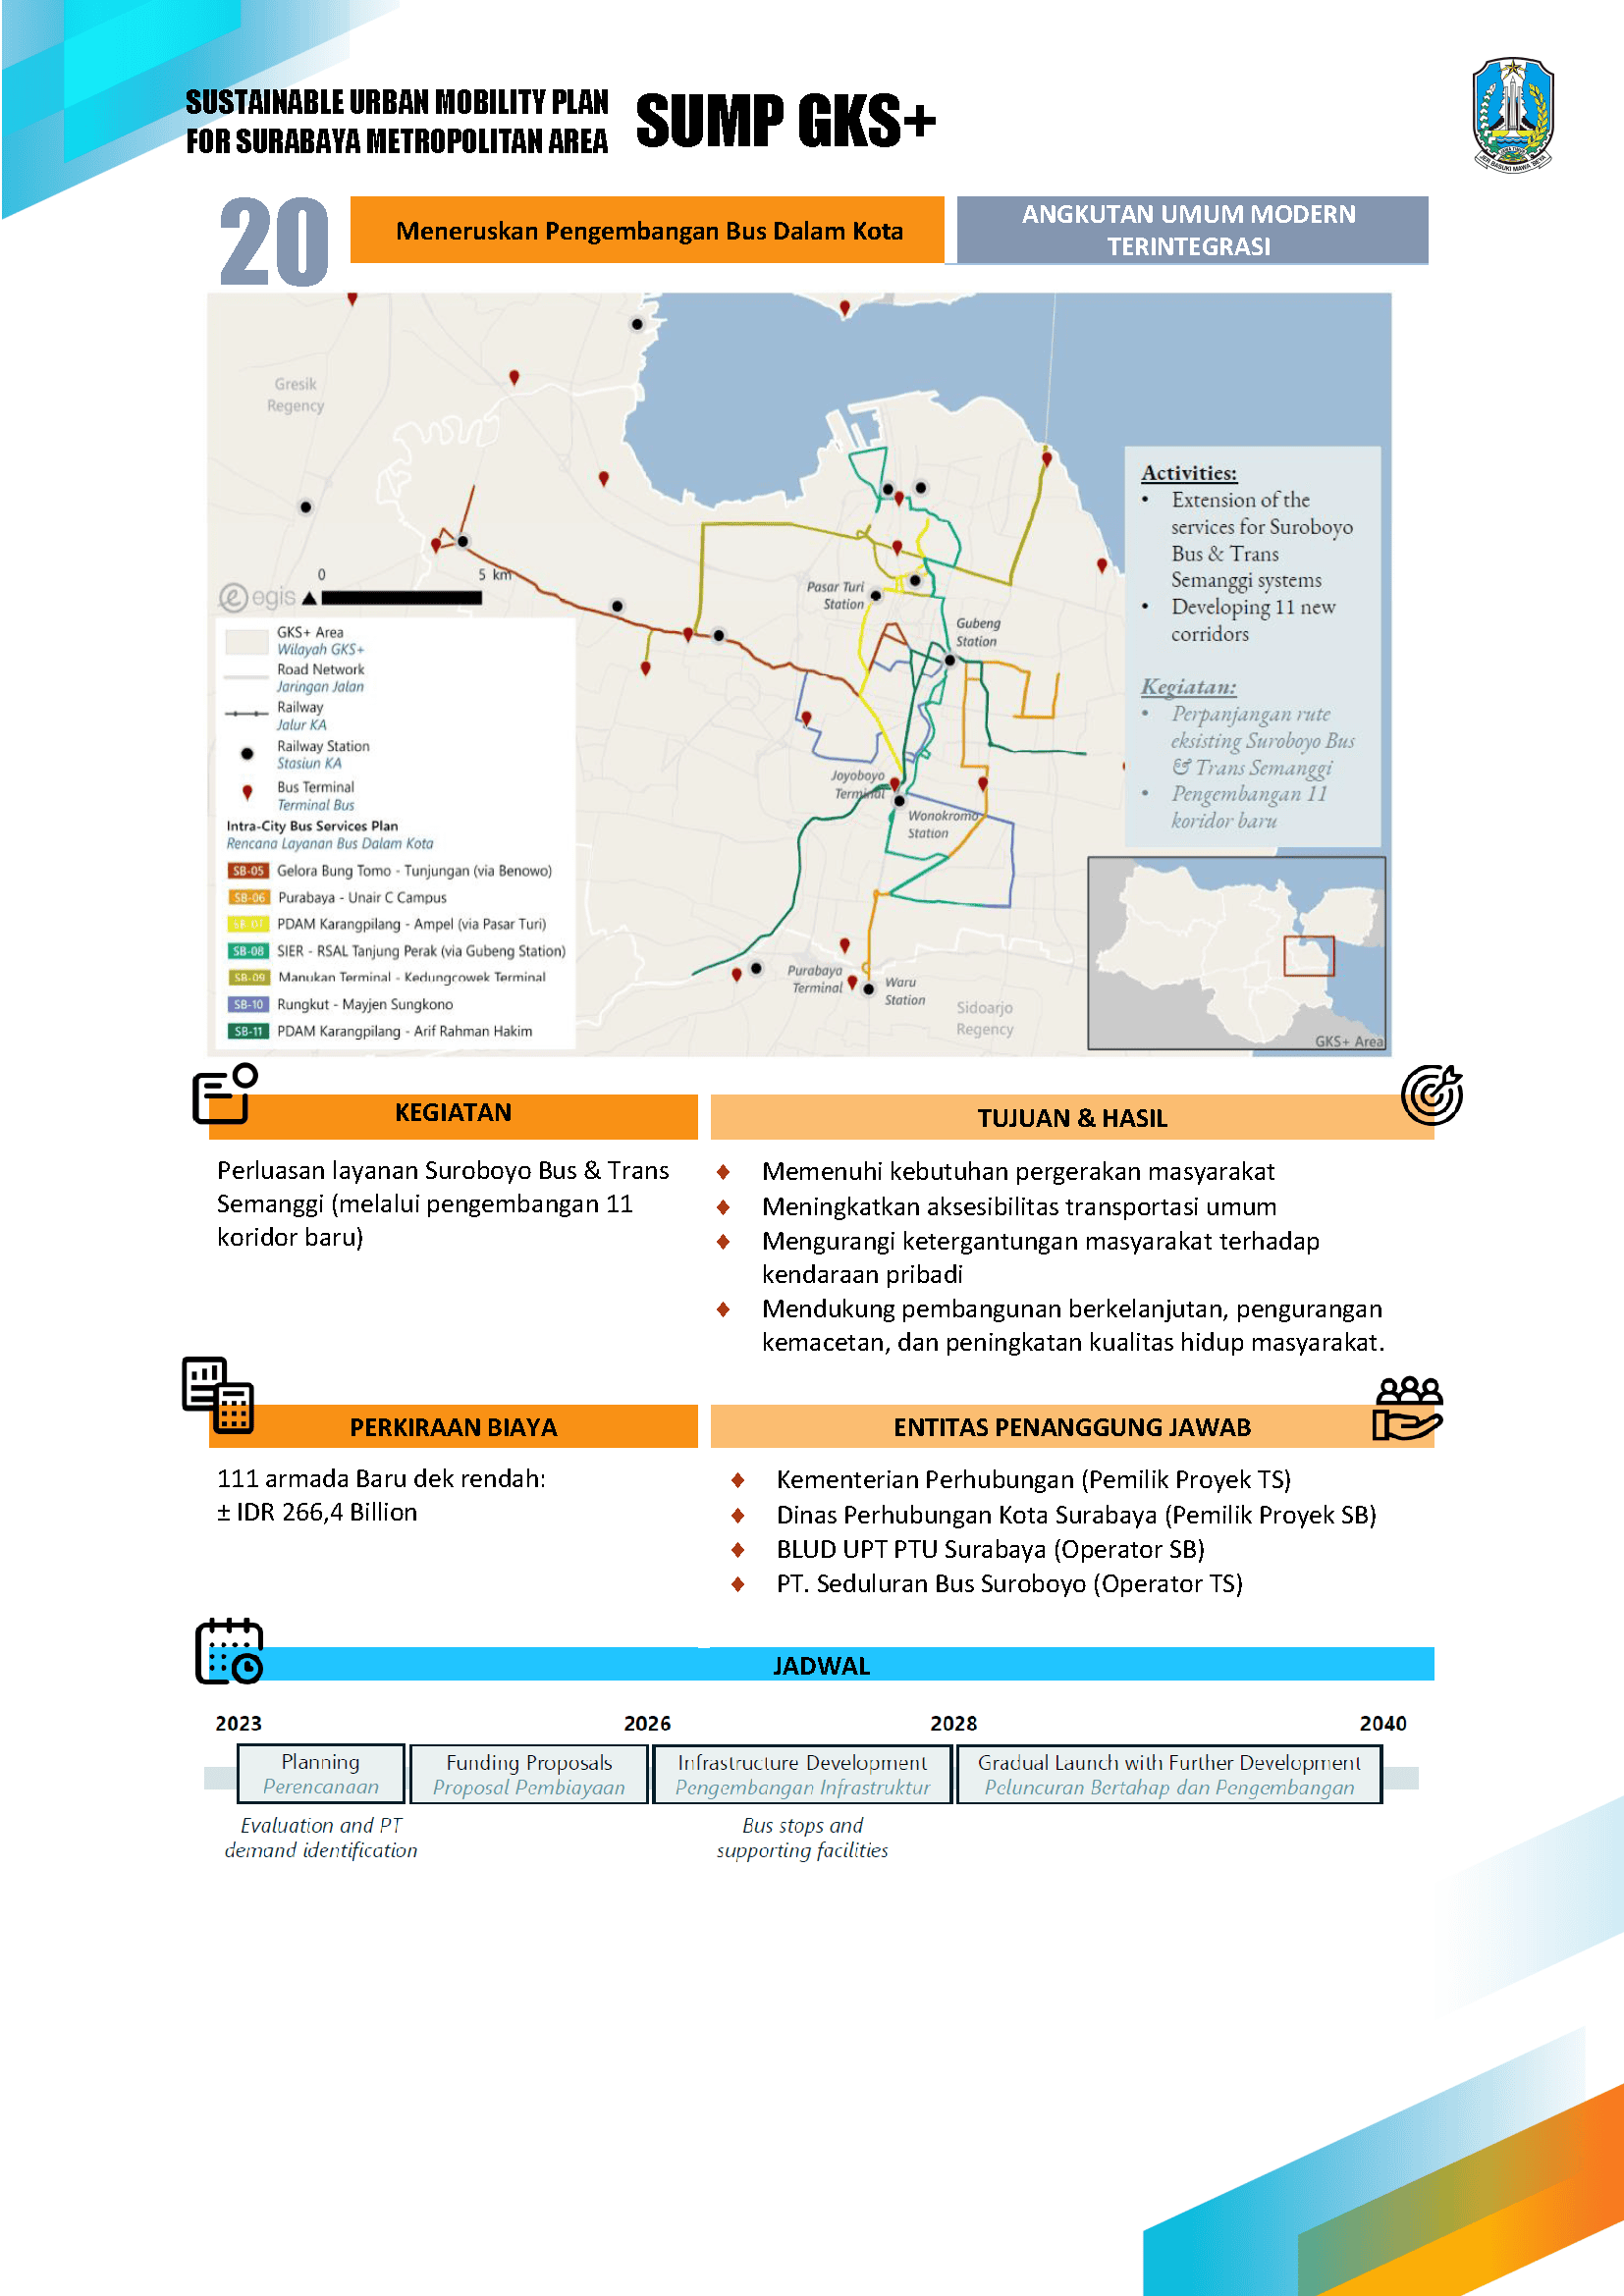 SUSTAINABLE URBAN MOBILITY PLAN
FOR SURABAYA METROPOLITAN AREA
SUMP GKS+
JAWA TIMUR
JER BASUKI MAWA BEYA
20
Meneruskan Pengembangan Bus Dalam Kota
ANGKUTAN UMUM MODERN
TERINTEGRASI
Gresik
Regency
Pasar Turi
Station
Gubeng
Station
Joyoboyo
Terminal
Wonokromo
Station
Purabaya
Terminal
Waru
Station
Sidoarjo
Regency
0
5 km
egis
GKS+ Area
Wilayah GKS+
Road Network
Jaringan Jalan
Railway
Jalur KA
Railway Station
Stasiun KA
Bus Terminal
Terminal Bus
Intra-City Bus Services Plan
Rencana Layanan Bus Dalam Kota
SB-05 Gelora Bung Tomo - Tunjungan (via Benowo)
SB-06 Purabaya - Unair C Campus
SB-07 PDAM Karangpilang - Ampel (via Pasar Turi)
SB-08 SIER - RSAL Tanjung Perak (via Gubeng Station)
SB-09 Manukan Terminal - Kedungcowek Terminal
SB-10 Rungkut - Mayjen Sungkono
SB-11 PDAM Karangpilang - Arif Rahman Hakim
Activities:
• Extension of the
services for Suroboyo
Bus & Trans
Semanggi systems
• Developing 11 new
corridors
Kegiatan:
• Perpanjangan rute
eksisting Suroboyo Bus
& Trans Semanggi
• Pengembangan 11
koridor baru
GKS+ Area
KEGIATAN
Perluasan layanan Suroboyo Bus & Trans
Semanggi (melalui pengembangan 11
koridor baru)
TUJUAN & HASIL
♦ Memenuhi kebutuhan pergerakan masyarakat
♦ Meningkatkan aksesibilitas transportasi umum
♦ Mengurangi ketergantungan masyarakat terhadap
kendaraan pribadi
♦ Mendukung pembangunan berkelanjutan, pengurangan
kemacetan, dan peningkatan kualitas hidup masyarakat.
PERKIRAAN BIAYA
111 armada Baru dek rendah:
± IDR 266,4 Billion
ENTITAS PENANGGUNG JAWAB
♦ Kementerian Perhubungan (Pemilik Proyek TS)
♦ Dinas Perhubungan Kota Surabaya (Pemilik Proyek SB)
♦ BLUD UPT PTU Surabaya (Operator SB)
♦ PT. Seduluran Bus Suroboyo (Operator TS)
JADWAL
2023 2026 2028 2040
Planning
Perencanaan
Funding Proposals
Proposal Pembiayaan
Infrastructure Development
Pengembangan Infrastruktur
Gradual Launch with Further Development
Peluncuran Bertahap dan Pengembangan
Evaluation and PT
demand identification
Bus stops and
supporting facilities